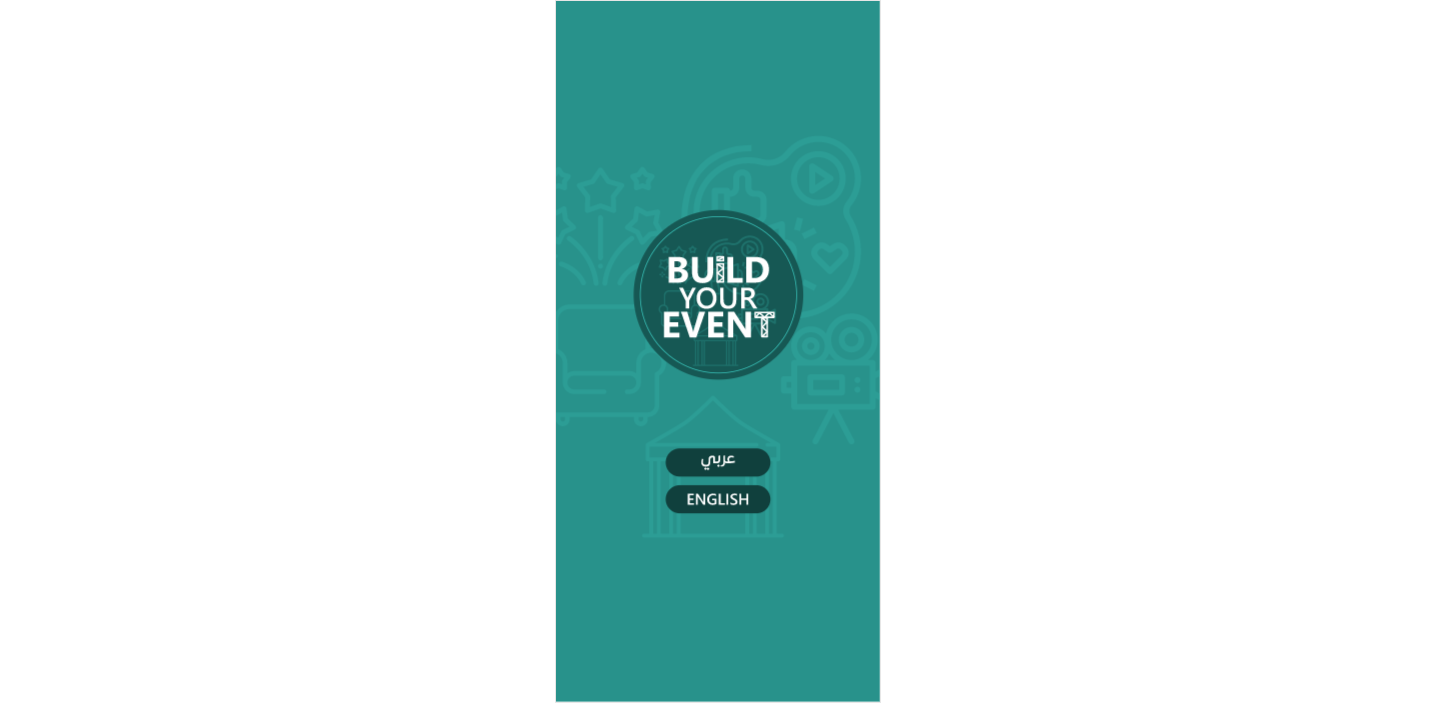 BUILD
YOUR
EVENT
عربي
ENGLISH